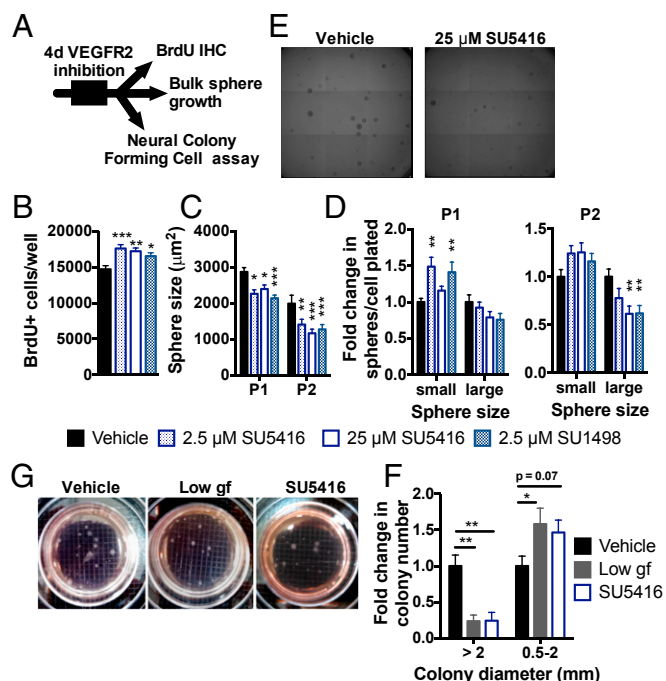 A
4d VEGFR2
inhibition
BrdU IHC
Bulk sphere
growth
Neural Colony
Forming Cell assay
E
Vehicle
25 µM SU5416
B
BrdU+ cells/well
20000
15000
10000
5000
0
***
**
*
C
Sphere size (µm²)
4000
3000
2000
1000
0
*
*
***
**
***
***
P1
P2
D
Fold change in
spheres/cell plated
P1
2.0
1.5
1.0
0.5
0.0
**
**
small
large
Sphere size
P2
1.5
1.0
0.5
0.0
**
**
small
large
Sphere size
Vehicle
2.5 µM SU5416
25 µM SU5416
2.5 µM SU1498
G
Vehicle
Low gf
SU5416
F
Fold change in
colony number
2.0
1.5
1.0
0.5
0.0
**
**
p = 0.07
*
> 2
0.5-2
Colony diameter (mm)
Vehicle
Low gf
SU5416